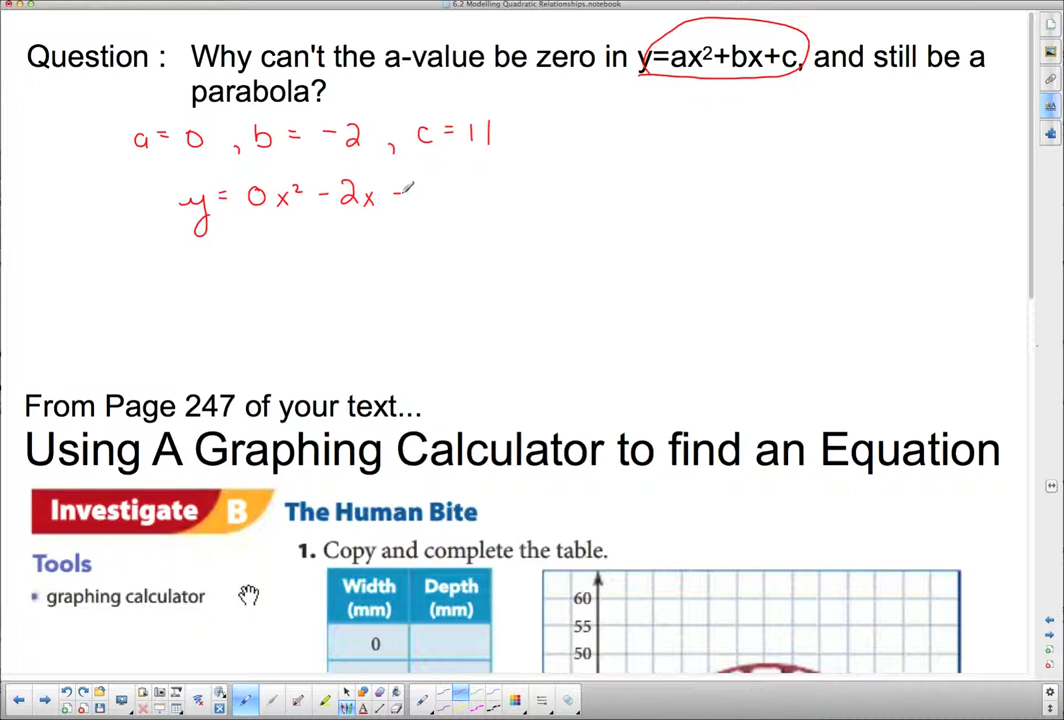 6.2 Modelling Quadratic Relationships.notebook
Question : Why can't the a-value be zero in y=ax²+bx+c, and still be a
parabola?
a = 0 , b = -2 , c = 11
y = 0x² - 2x -
From Page 247 of your text...
Using A Graphing Calculator to find an Equation
Investigate B The Human Bite
1. Copy and complete the table.
Tools
• graphing calculator
Width (mm) Depth (mm)
0
60
55
50